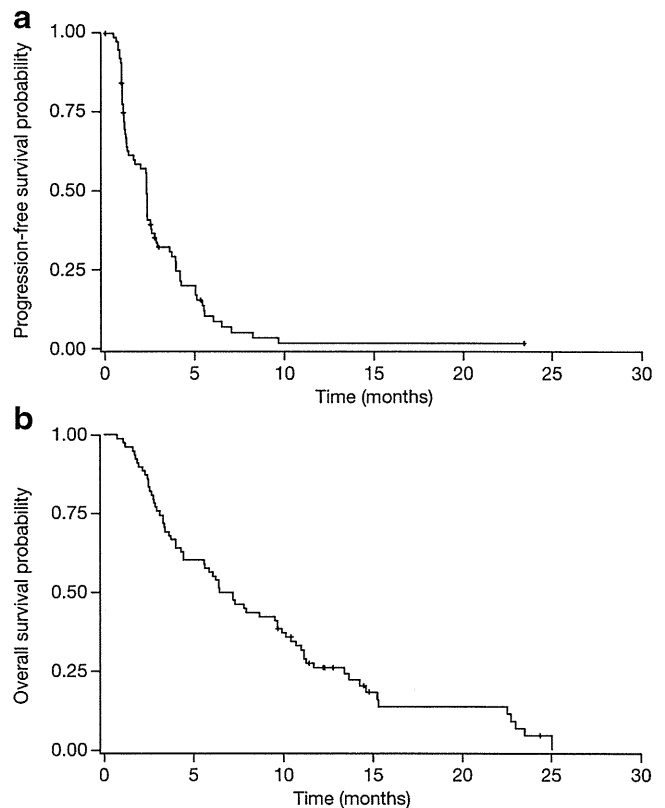 a
Progression-free survival probability
1.00
0.75
0.50
0.25
0.00
0 5 10 15 20 25 30
Time (months)
b
Overall survival probability
1.00
0.75
0.50
0.25
0.00
0 5 10 15 20 25 30
Time (months)